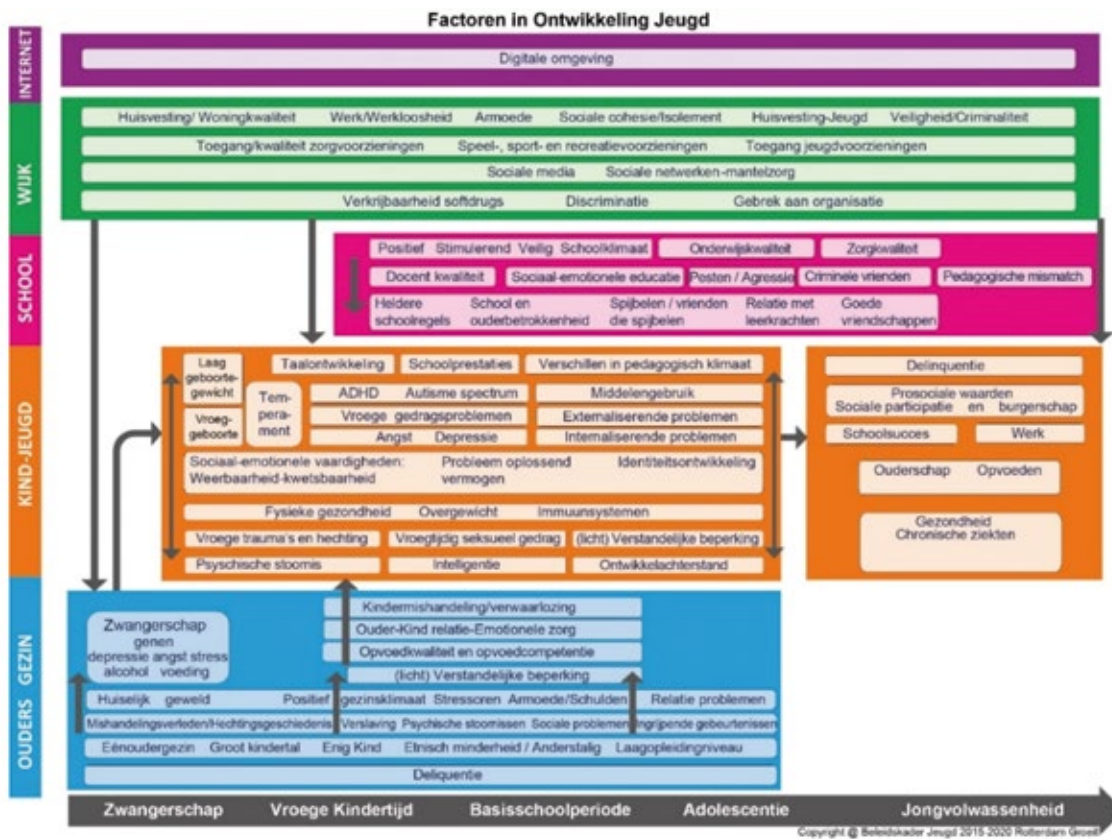 Factoren in Ontwikkeling Jeugd
INTERNET
Digitale omgeving
WIJK
Huisvesting/ Woningkwaliteit Werk/Werkloosheid Armoede Sociale cohesie/Isolement Huisvesting-Jeugd Veiligheid/Criminaliteit
Toegang/kwaliteit zorgvoorzieningen Speel-, sport- en recreatievoorzieningen Toegang jeugdvoorzieningen
Sociale media Sociale netwerken-mantelzorg
Verkrijbaarheid softdrugs Discriminatie Gebrek aan organisatie
SCHOOL
Positief Stimulerend Veilig Schoolklimaat Onderwijskwaliteit Zorgkwaliteit
Docent kwaliteit Sociaal-emotionele educatie Posten / Agressie Criminele vrienden Pedagogische mismatch
Heldere schoolregels
School en ouderbetrokkenheid
Spijbelen / vrienden die spijbelen
Relatie met leerkrachten
Goede vriendschappen
KIND-JEUGD
Laag
geboorte-
gewicht
Vroeg-
geboorte
Tem-
pera-
ment
Taalontwikkeling Schoolprestaties Verschillen in pedagogisch klimaat
ADHD Autisme spectrum Middelengebruik
Vroege gedragsproblemen Externaliserende problemen
Angst Depressie Internaliserende problemen
Sociaal-emotionele vaardigheden: Probleem oplossend Identiteitsontwikkeling
Weerbaarheid-kwetsbaarheid vermogen
Fysieke gezondheid Overgewicht Immuunsystemen
Vroege trauma's en hechting Vroegtijdig seksueel gedrag (licht) Verstandelijke beperking
Psyschische stoornis Intelligentie Ontwikkelachterstand
Delinquentie
Prosociale waarden
Sociale participatie en burgerschap
Schoolsucces Werk
Ouderschap Opvoeden
Gezondheid
Chronische ziekten
OUDERS GEZIN
Zwangerschap
genen
depressie angst stress
alcohol voeding
Kindermishandeling/verwaarlozing
Ouder-Kind relatie-Emotionele zorg
Opvoedkwaliteit en opvoedcompetentie
(licht) Verstandelijke beperking
Huiselijk geweld Positief gezinsklimaat Stressoren Armoede/Schulden Relatie problemen
Mishandelingsverleden/Hechtingsgeschiedenis Verslaving Psychische stoornissen Sociale problemen Ingrijpende gebeurtenissen
Eénoudergezin Groot kindertal Enig Kind Etnisch minderheid / Anderstalig Laagopleidingniveau
Deliquentie
Zwangerschap Vroege Kindertijd Basisschoolperiode Adolescentie Jongvolwassenheid
Copyright @ Beleidskader Jeugd 2015-2020 Rotterdam Groeit